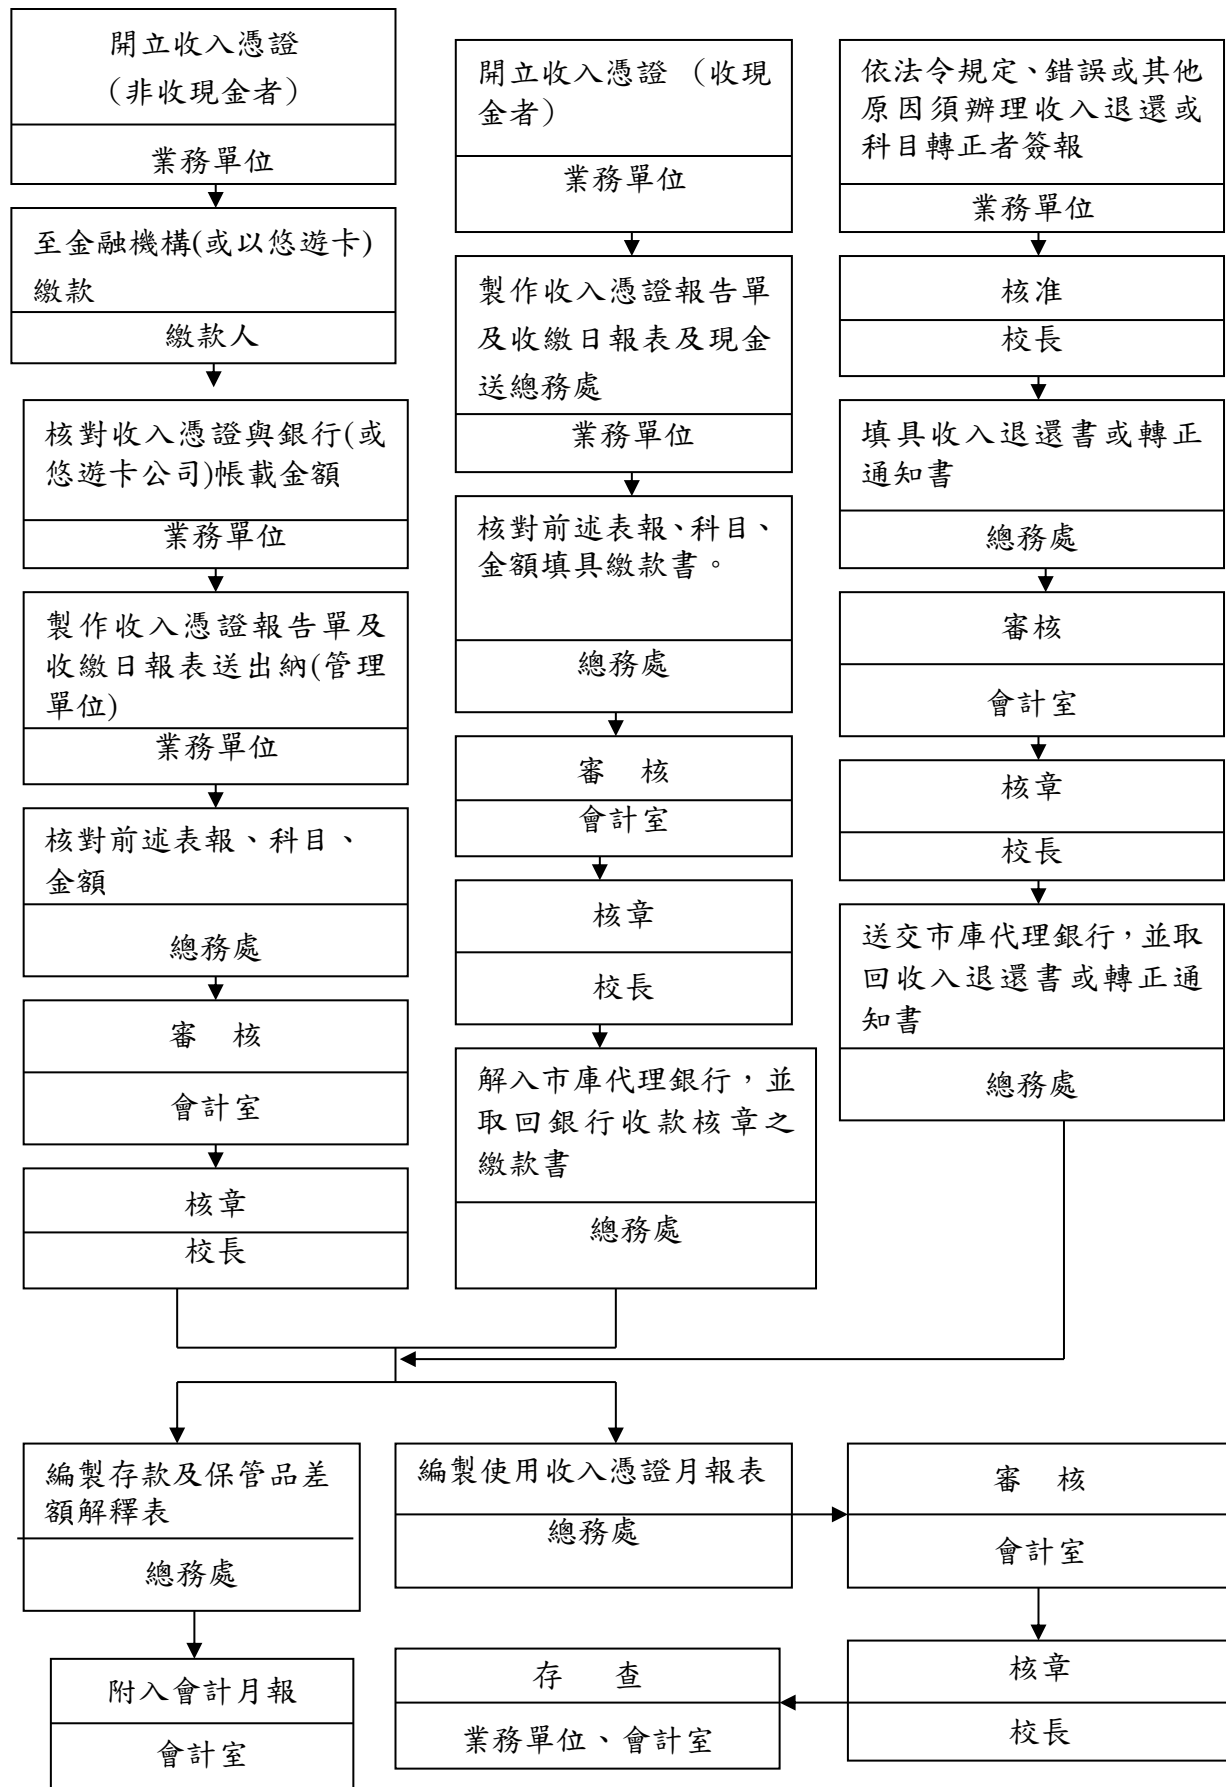 開立收入憑證
（非收現金者）
業務單位
至金融機構(或以悠遊卡)
繳款
繳款人
核對收入憑證與銀行(或
悠遊卡公司)帳載金額
業務單位
製作收入憑證報告單及
收繳日報表送出納(管理
單位)
業務單位
核對前述表報、科目、
金額
總務處
審　核
會計室
核章
校長
開立收入憑證 （收現
金者）
業務單位
製作收入憑證報告單
及收繳日報表及現金
送總務處
業務單位
核對前述表報、科目、
金額填具繳款書。
總務處
審　核
會計室
核章
校長
解入市庫代理銀行，並
取回銀行收款核章之
繳款書
總務處
依法令規定、錯誤或其他
原因須辦理收入退還或
科目轉正者簽報
業務單位
核准
校長
填具收入退還書或轉正
通知書
總務處
審核
會計室
核章
校長
送交市庫代理銀行，並取
回收入退還書或轉正通
知書
總務處
編製存款及保管品差
額解釋表
總務處
附入會計月報
會計室
編製使用收入憑證月報表
總務處
審　核
會計室
核章
校長
存　查
業務單位、會計室